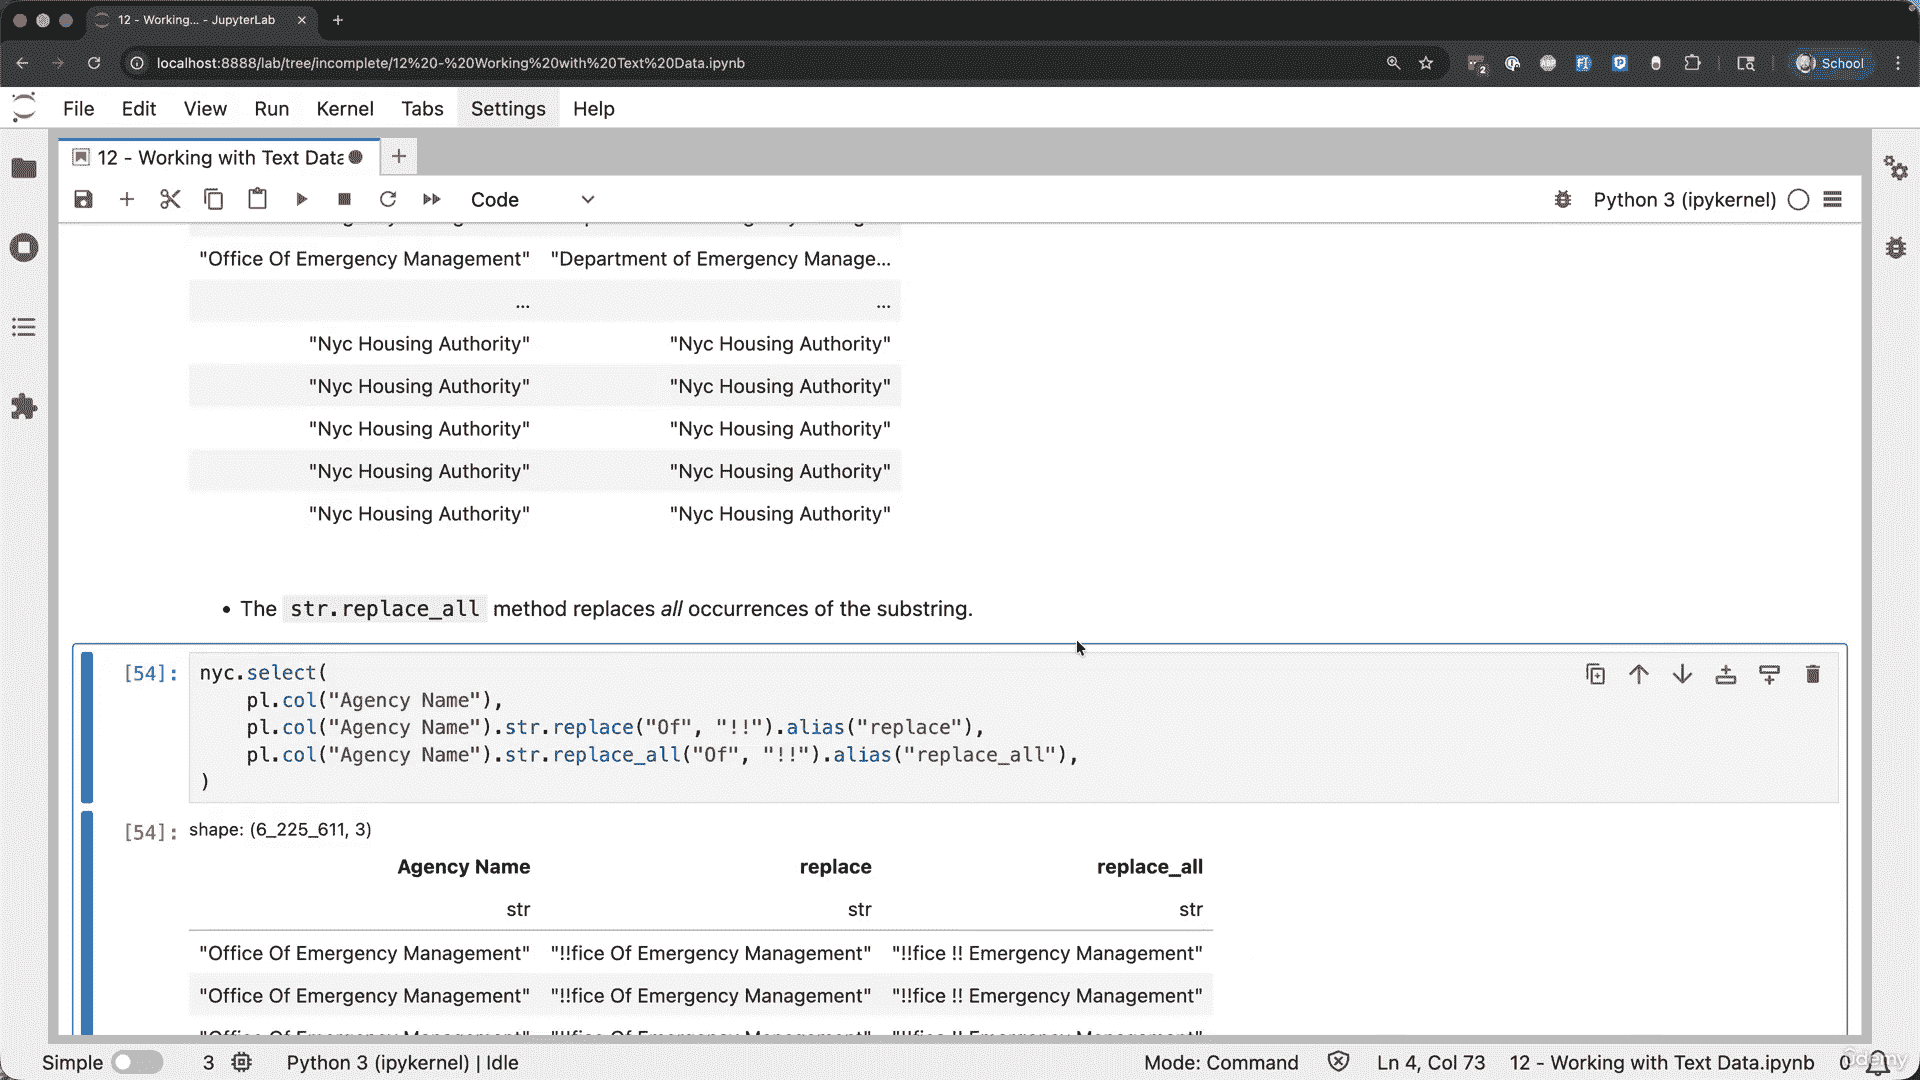 12 - Working... - JupyterLab
localhost:8888/lab/tree/incomplete/12%20-%20Working%20with%20Text%20Data.ipynb
2
School
File Edit View Run Kernel Tabs Settings Help
12 - Working with Text Data
Code
Python 3 (ipykernel)
"Office Of Emergency Management" "Department of Emergency Manage...
... ...
"Nyc Housing Authority" "Nyc Housing Authority"
"Nyc Housing Authority" "Nyc Housing Authority"
"Nyc Housing Authority" "Nyc Housing Authority"
"Nyc Housing Authority" "Nyc Housing Authority"
"Nyc Housing Authority" "Nyc Housing Authority"
• The str.replace_all method replaces all occurrences of the substring.
[54]: nyc.select(
pl.col("Agency Name"),
pl.col("Agency Name").str.replace("Of", "!!").alias("replace"),
pl.col("Agency Name").str.replace_all("Of", "!!").alias("replace_all"),
)
[54]: shape: (6_225_611, 3)
Agency Name replace replace_all
str str str
"Office Of Emergency Management" "!!fice Of Emergency Management" "!!fice !! Emergency Management"
"Office Of Emergency Management" "!!fice Of Emergency Management" "!!fice !! Emergency Management"
Simple 3 Python 3 (ipykernel) | Idle Mode: Command Ln 4, Col 73 12 - Working with Text Data.ipynb 0
Udemy